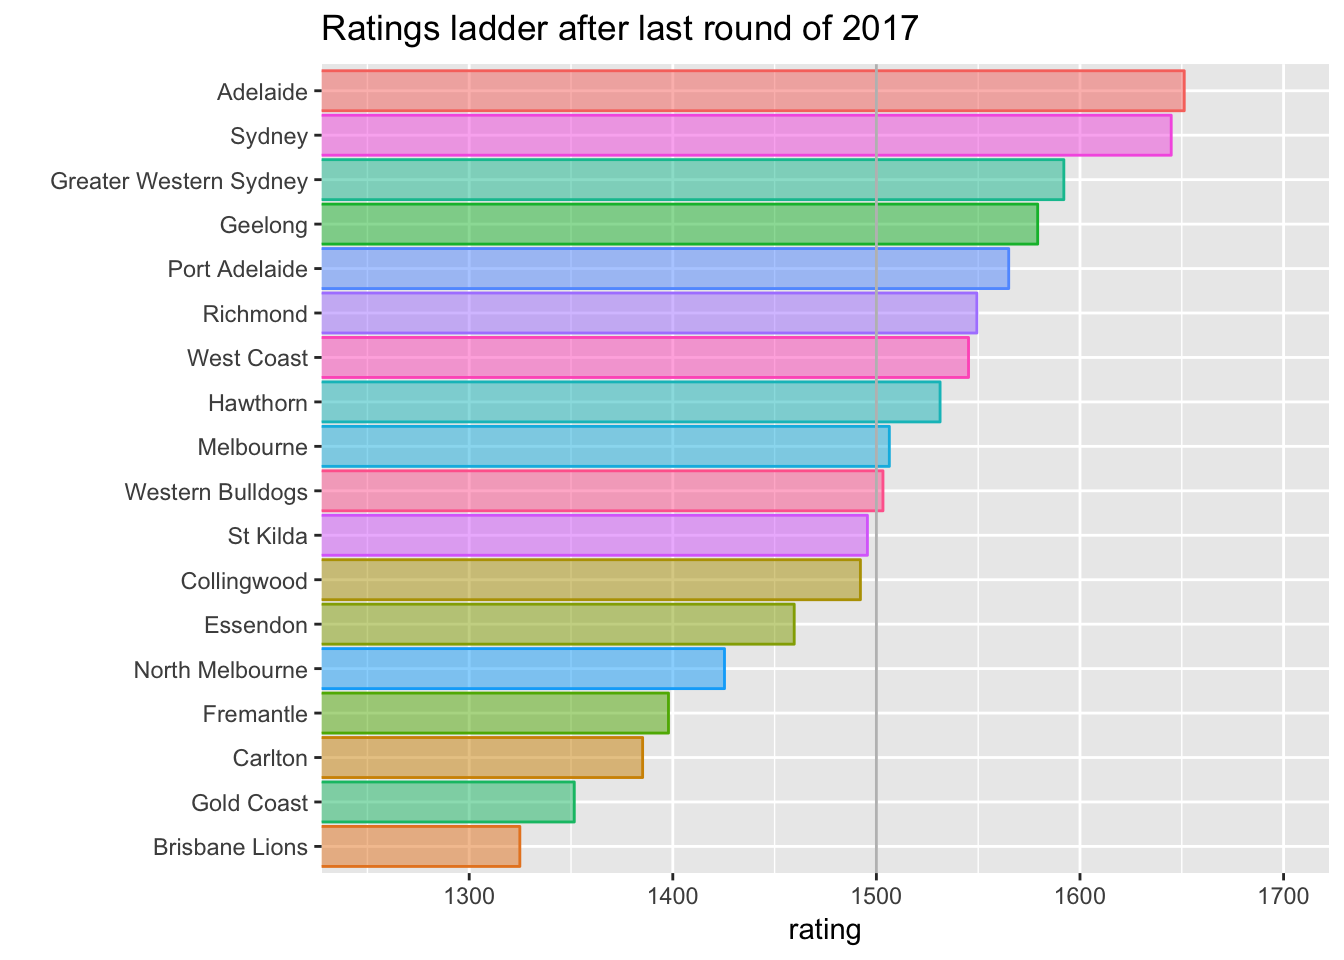 Ratings ladder after last round of 2017
Adelaide
Sydney
Greater Western Sydney
Geelong
Port Adelaide
Richmond
West Coast
Hawthorn
Melbourne
Western Bulldogs
St Kilda
Collingwood
Essendon
North Melbourne
Fremantle
Carlton
Gold Coast
Brisbane Lions
1300 1400 1500 1600 1700
rating